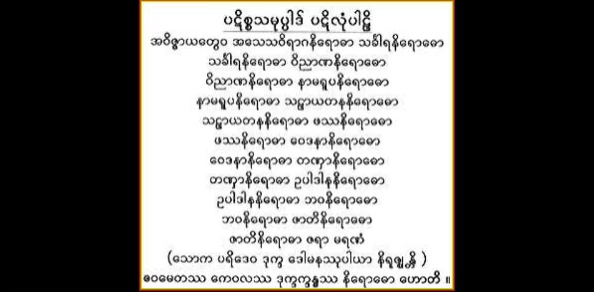 ပဋိစ္စသမုပ္ပါဒ် ပဋိလုံပါဠိ
အဝိဇ္ဇာယတွေဝ အသေသဝိရာဂနိရောဓာ သင်္ခါရနိရောဓော
သင်္ခါရနိရောဓာ ဝိညာဏနိရောဓော
ဝိညာဏနိရောဓာ နာမရူပနိရောဓော
နာမရူပနိရောဓာ သဠာယတနနိရောဓော
သဠာယတနနိရောဓာ ဖဿနိရောဓော
ဖဿနိရောဓာ ဝေဒနာနိရောဓော
ဝေဒနာနိရောဓာ တဏှာနိရောဓော
တဏှာနိရောဓာ ဥပါဒါနနိရောဓော
ဥပါဒါနနိရောဓာ ဘဝနိရောဓော
ဘဝနိရောဓာ ဇာတိနိရောဓော
ဇာတိနိရောဓာ ဇရာ မရဏံ
(သောက ပရိဒေဝ ဒုက္ခ ဒေါမနဿုပါယာ နိရုဇ္ဈန္တိ )
ဧဝမေတဿ ကေဝလဿ ဒုက္ခက္ခန္ဓဿ နိရောဓော ဟောတိ ။